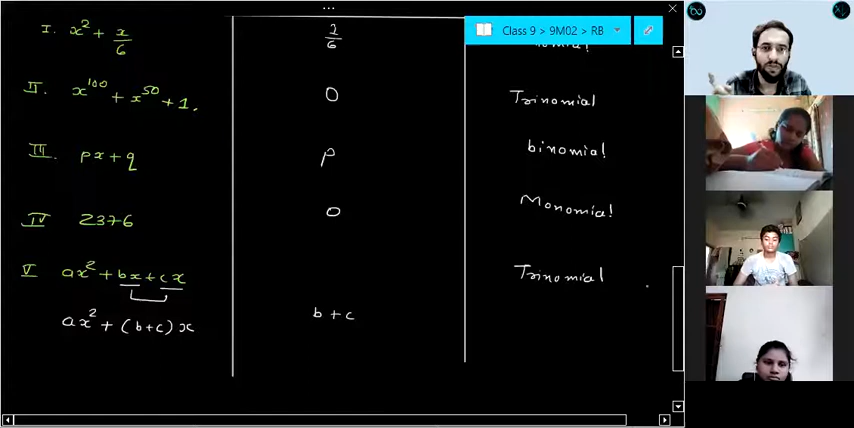 I. x² + x/6
1/6
Class 9 > 9M02 > RB
II. x¹⁰⁰ + x⁵⁰ + 1.
0
Trinomial
III. px + q
p
binomial
IV 2376
0
Monomial
V ax² + bx + cx
Trinomial
ax² + (b+c) x
b + c